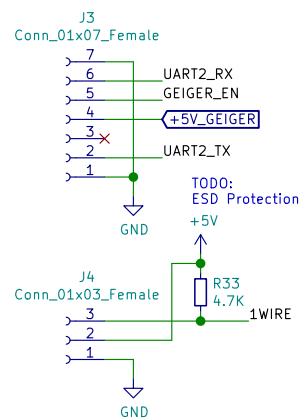 J3
Conn_01x07_Female
7
6
UART2_RX
5
GEIGER_EN
4
+5V_GEIGER
3
2
UART2_TX
1
GND
TODO:
ESD Protection
+5V
J4
Conn_01x03_Female
R33
4.7K
3
1WIRE
2
1
GND